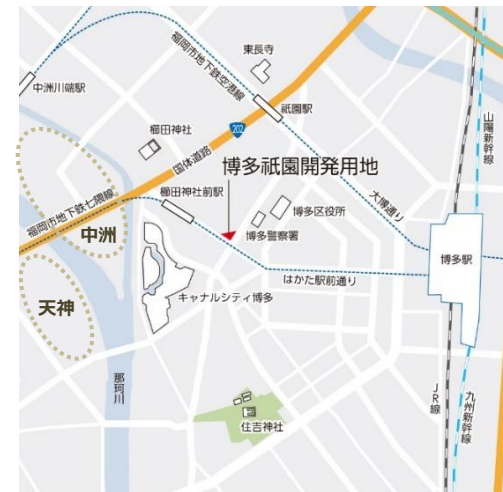 東長寺
福岡市地下鉄空港線
中洲川端駅
祇園駅
山陽新幹線
櫛田神社
202
国体道路
博多祇園開発用地
大博通り
櫛田神社前駅
博多区役所
福岡市地下鉄七隈線
博多警察署
中洲
博多駅
はかた駅前通り
キャナルシティ博多
天神
那珂川
JR線
九州新幹線
住吉神社